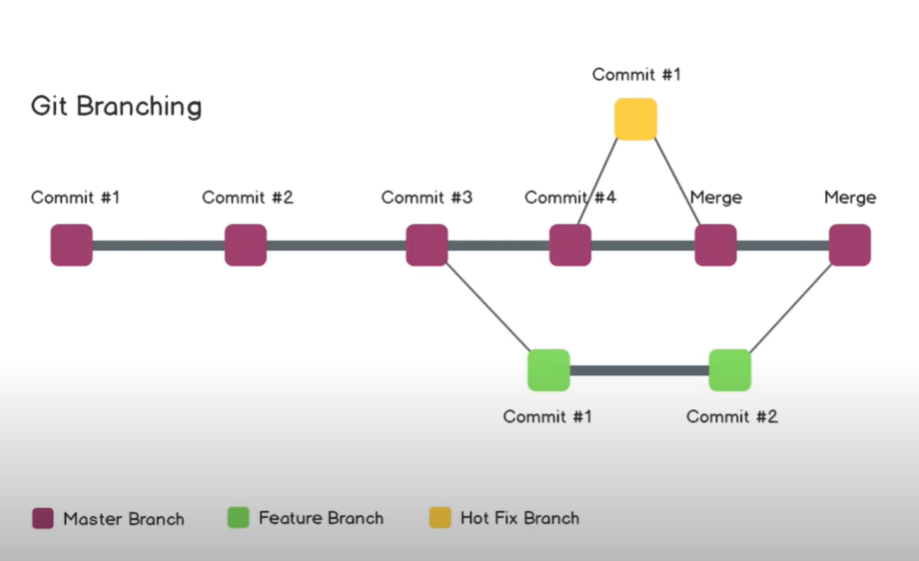 Commit #1
Git Branching
Commit #1
Commit #2
Commit #3
Commit #4
Merge
Merge
Commit #1
Commit #2
Master Branch
Feature Branch
Hot Fix Branch